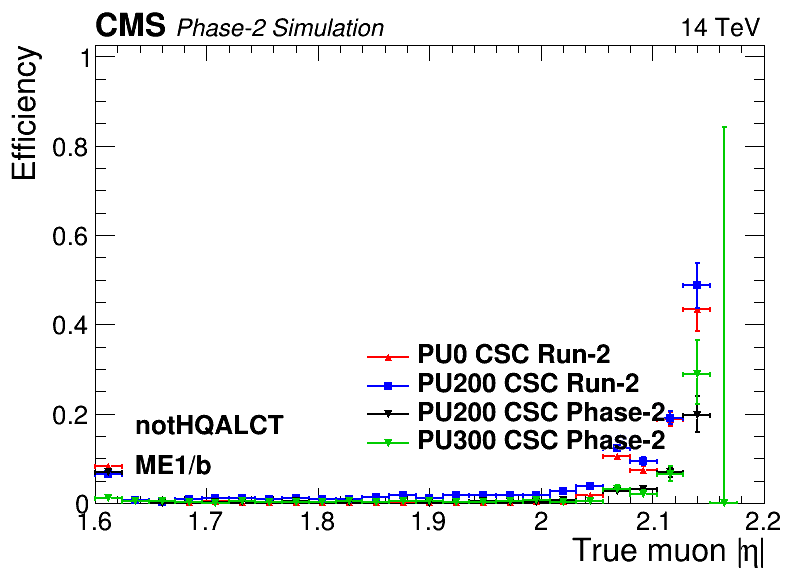 CMS Phase-2 Simulation 14 TeV
Efficiency
1
0.8
0.6
0.4
0.2
0
PU0 CSC Run-2
PU200 CSC Run-2
PU200 CSC Phase-2
PU300 CSC Phase-2
notHQALCT
ME1/b
1.6 1.7 1.8 1.9 2 2.1 2.2
True muon |η|